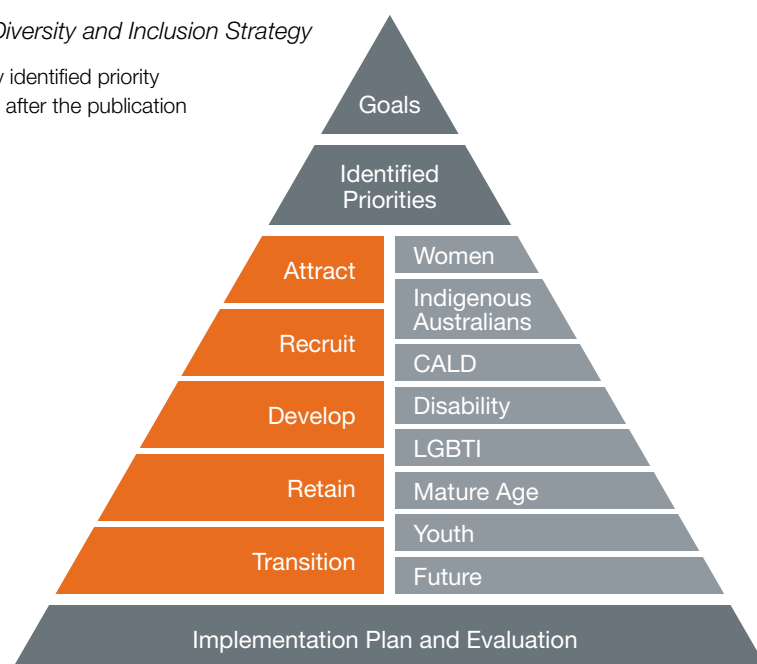 Diversity and Inclusion Strategy
identified priority
after the publication
Goals
Identified
Priorities
Attract
Recruit
Develop
Retain
Transition
Women
Indigenous
Australians
CALD
Disability
LGBTI
Mature Age
Youth
Future
Implementation Plan and Evaluation